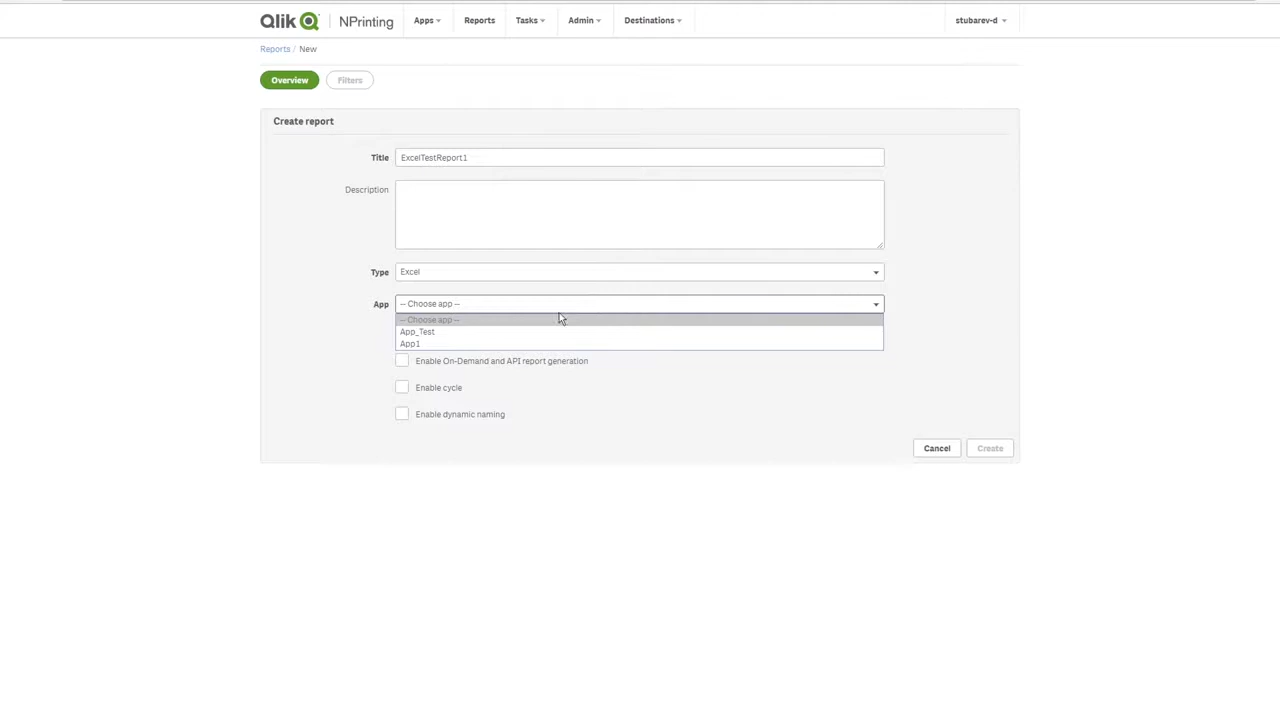 Qlik NPrinting Apps Reports Tasks Admin Destinations stubarev-d
Reports / New
Overview Filters
Create report
Title ExcelTestReport1
Description
Type Excel
App -- Choose app --
-- Choose app --
App_Test
App1
Enable On-Demand and API report generation
Enable cycle
Enable dynamic naming
Cancel Create